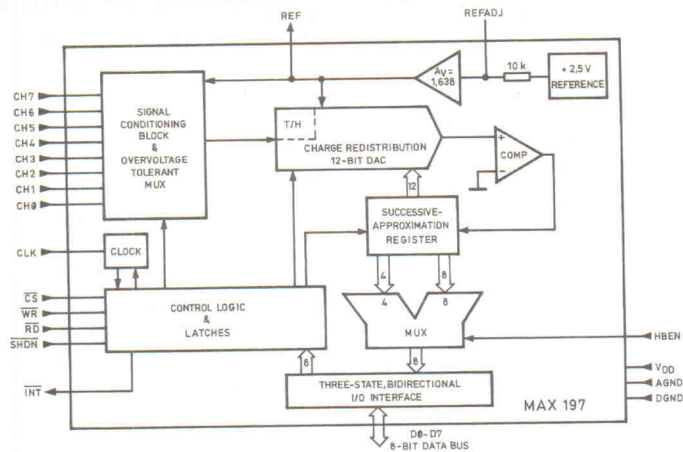 REF
REFADJ
AV=
1,638
10 k
+2,5 V
REFERENCE
CH7
CH6
CH5
CH4
CH3
CH2
CH1
CH0
SIGNAL
CONDITIONING
BLOCK
&
OVERVOLTAGE
TOLERANT
MUX
T/H
CHARGE REDISTRIBUTION
12-BIT DAC
+
-
COMP
12
SUCCESSIVE-
APPROXIMATION
REGISTER
CLK
CLOCK
4
8
4
8
MUX
CS
WR
RD
SHDN
CONTROL LOGIC
&
LATCHES
HBEN
8
8
INT
THREE-STATE, BIDIRECTIONAL
I/O INTERFACE
VDD
AGND
DGND
MAX 197
D0-D7
8-BIT DATA BUS